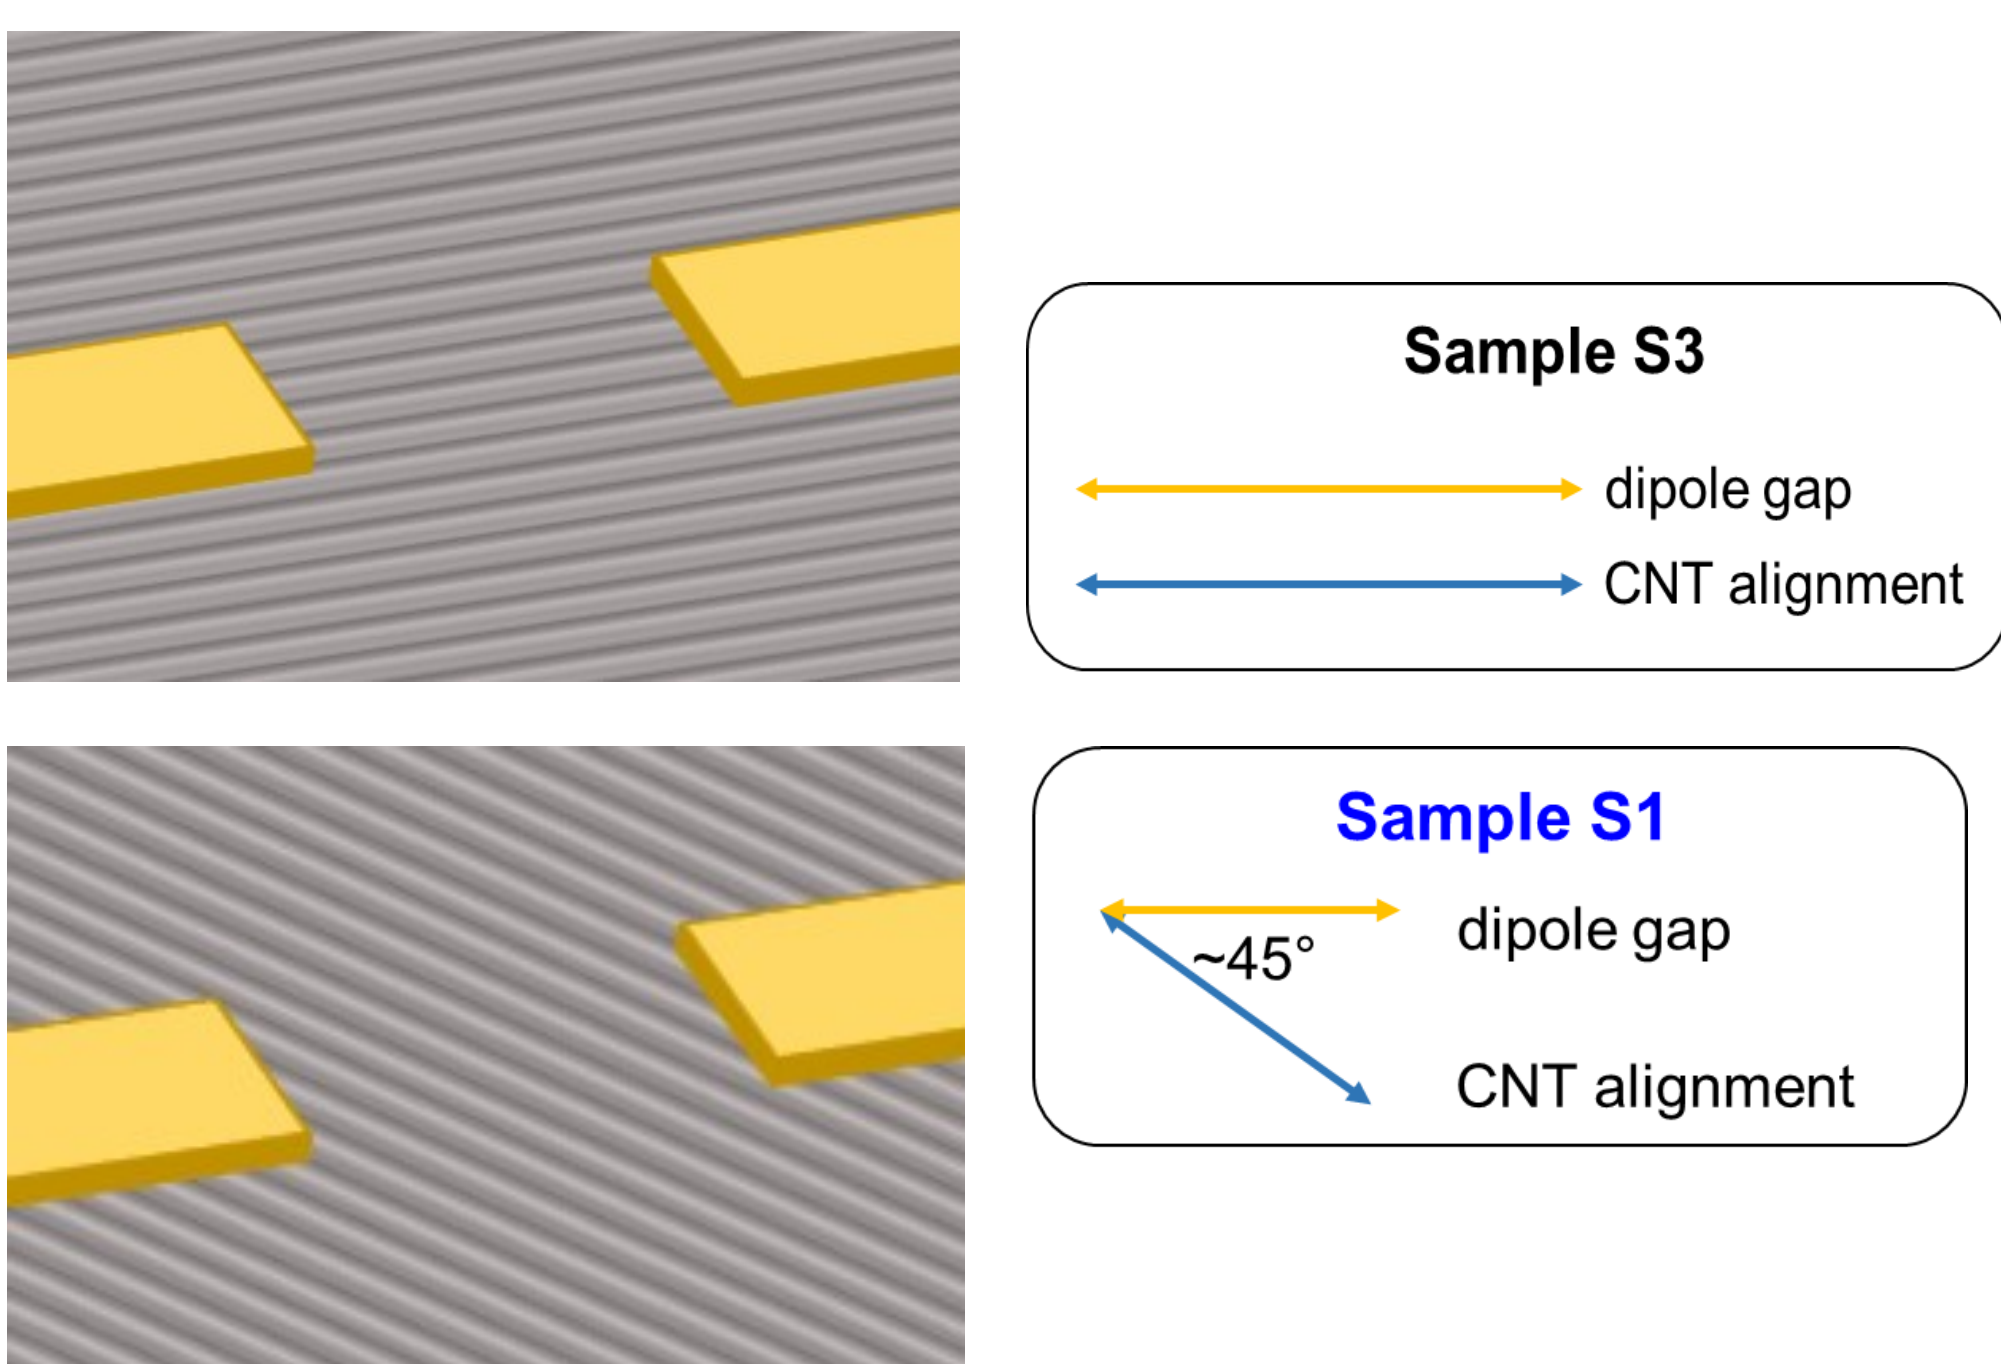 Sample S3
dipole gap
CNT alignment
Sample S1
~45°
dipole gap
CNT alignment